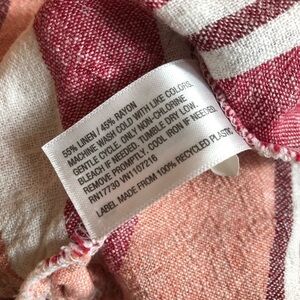 55% LINEN / 45% RAYON
MACHINE WASH COLD WITH LIKE COLORS,
GENTLE CYCLE. ONLY NON-CHLORINE
BLEACH IF NEEDED. TUMBLE DRY LOW.
REMOVE PROMPTLY, COOL IRON IF NEEDED.
RN17730 VN1107216
LABEL MADE FROM 100% RECYCLED PLASTIC